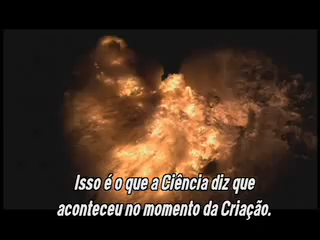 Isso é o que a Ciência diz que
aconteceu no momento da Criação.